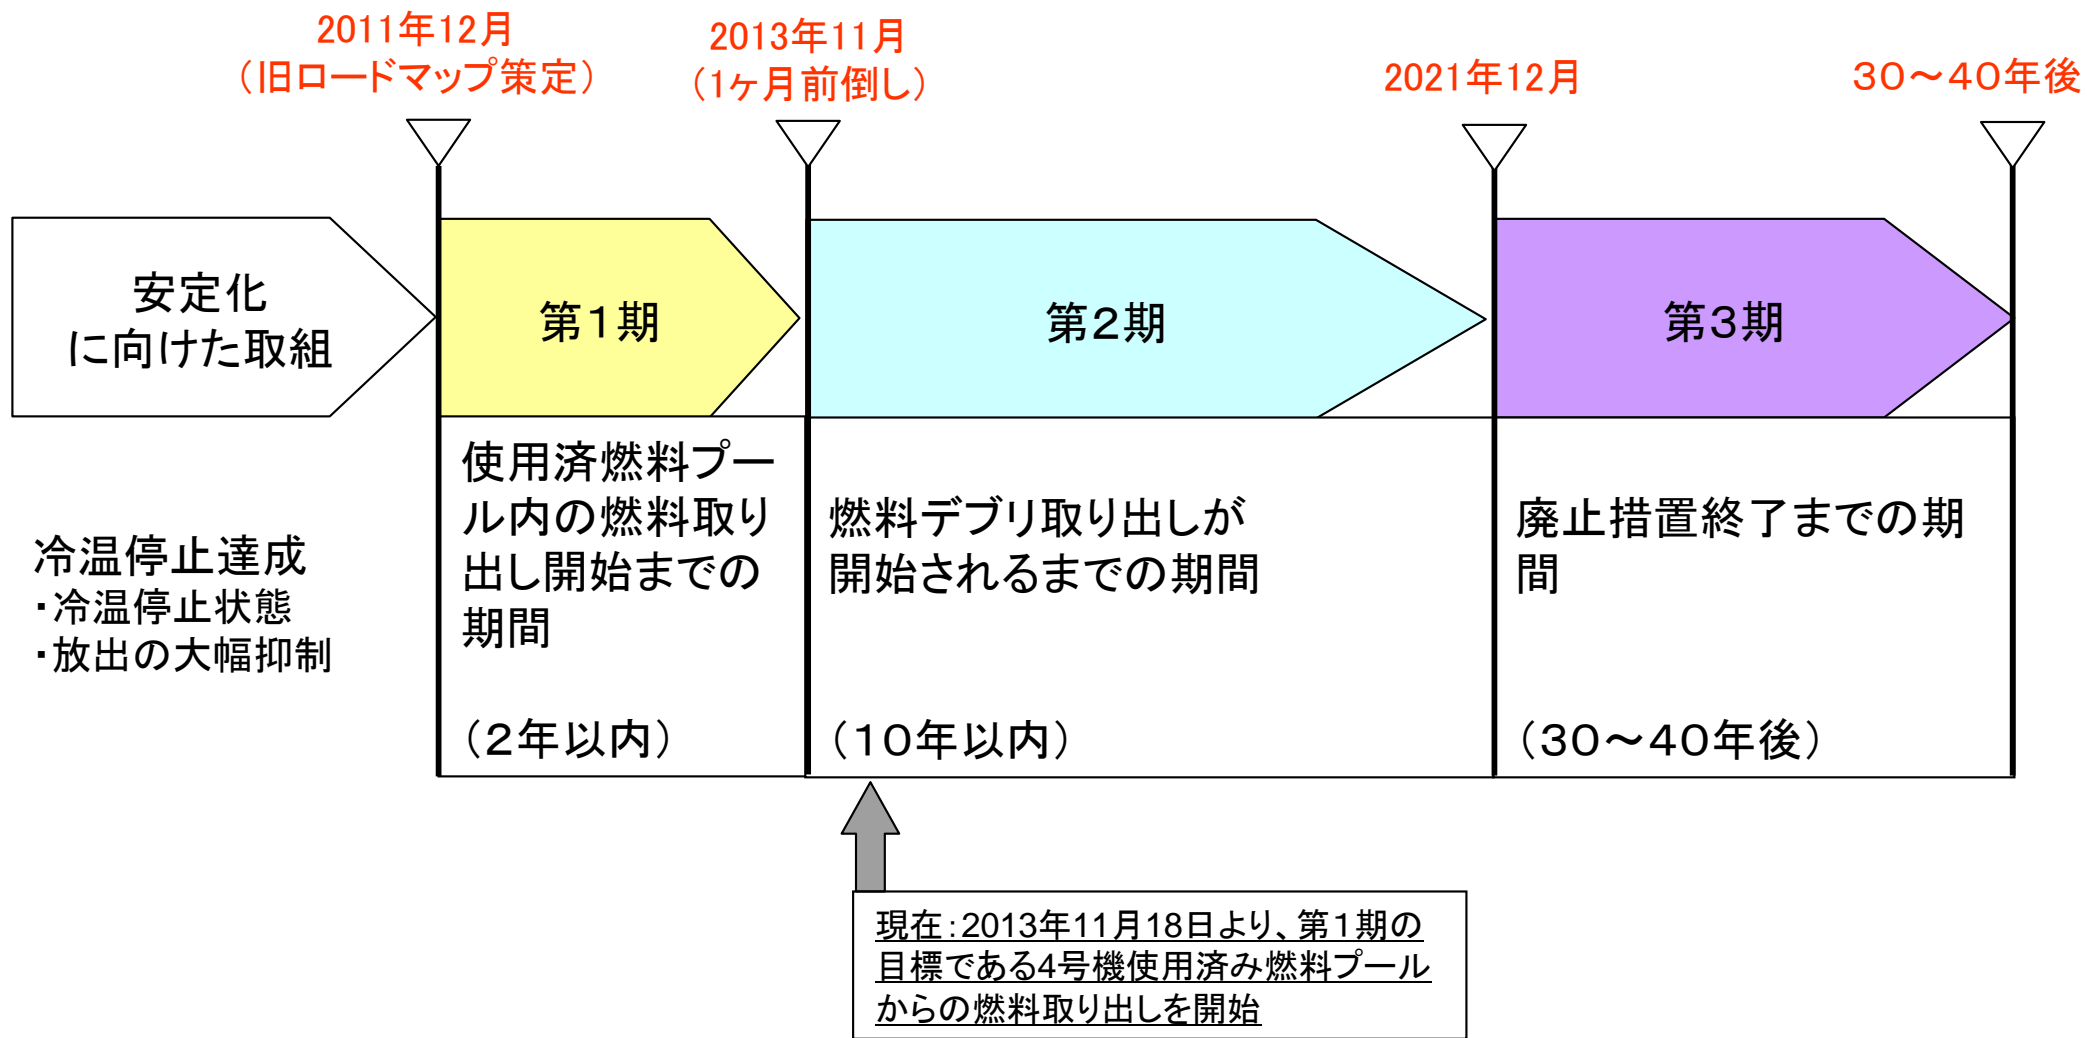 2011年12月
（旧ロードマップ策定）
2013年11月
（1ヶ月前倒し）
2021年12月
３０～４０年後
安定化
に向けた取組
第１期
第２期
第３期
冷温停止達成
・冷温停止状態
・放出の大幅抑制
使用済燃料プー
ル内の燃料取り
出し開始までの
期間
（２年以内）
燃料デブリ取り出しが
開始されるまでの期間
（１０年以内）
廃止措置終了までの期
間
（３０～４０年後）
現在：2013年11月18日より、第１期の
目標である4号機使用済み燃料プール
からの燃料取り出しを開始